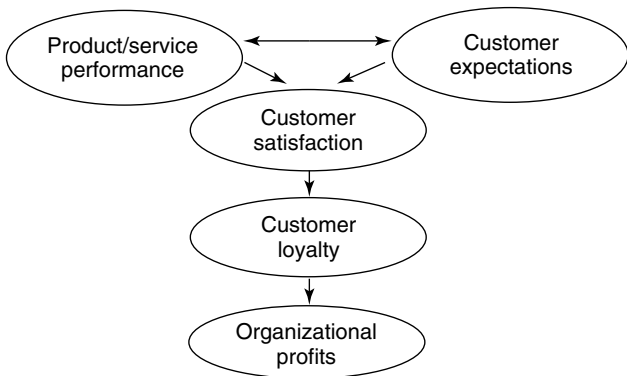 Product/service
performance
Customer
expectations
Customer
satisfaction
Customer
loyalty
Organizational
profits